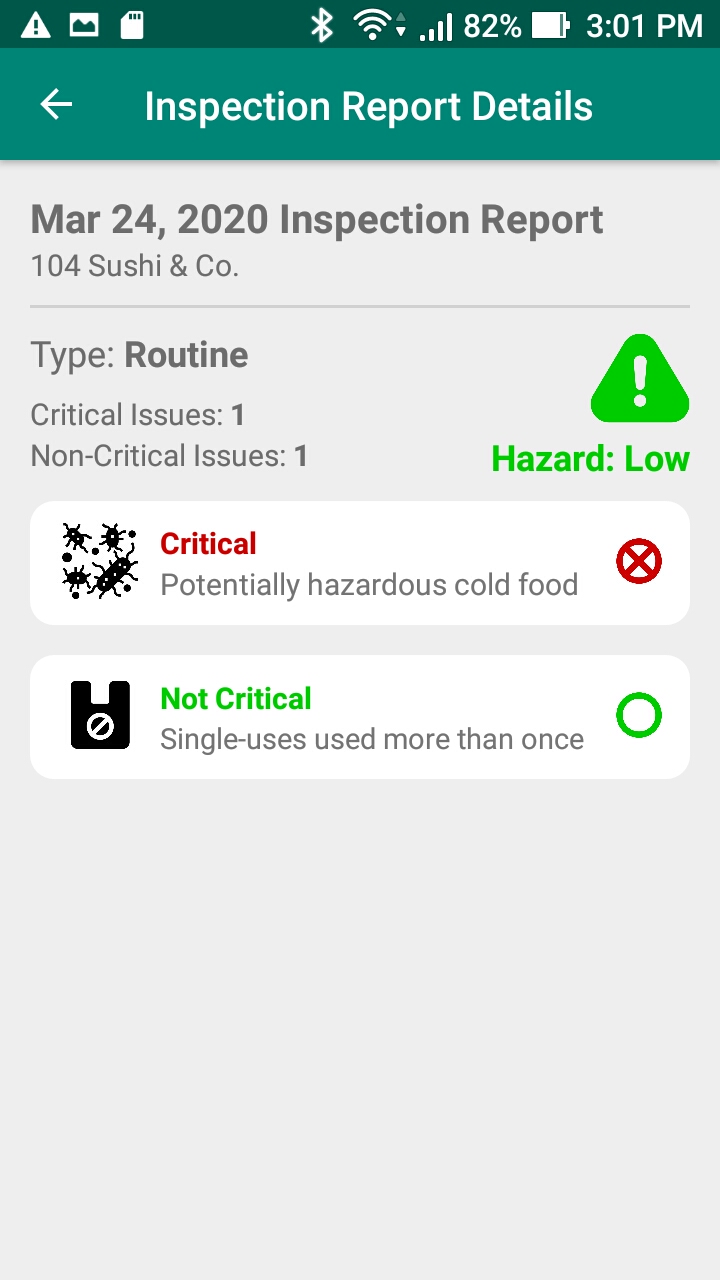 82% 3:01 PM
Inspection Report Details
Mar 24, 2020 Inspection Report
104 Sushi & Co.
Type: Routine
Critical Issues: 1
Non-Critical Issues: 1
Hazard: Low
Critical
Potentially hazardous cold food
Not Critical
Single-uses used more than once